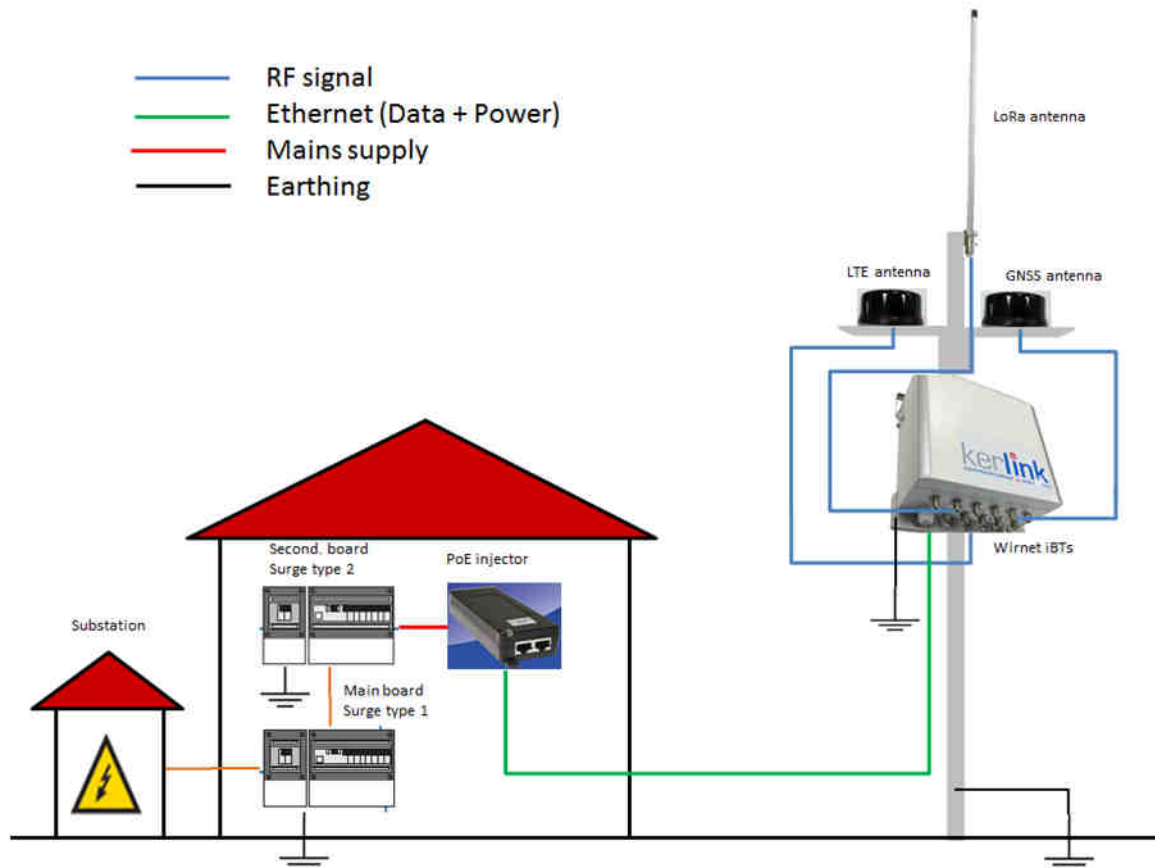 RF signal
Ethernet (Data + Power)
Mains supply
Earthing
LoRa antenna
LTE antenna
GNSS antenna
kerlink
Wirnet iBTs
Second. board
Surge type 2
PoE injector
Substation
Main board
Surge type 1